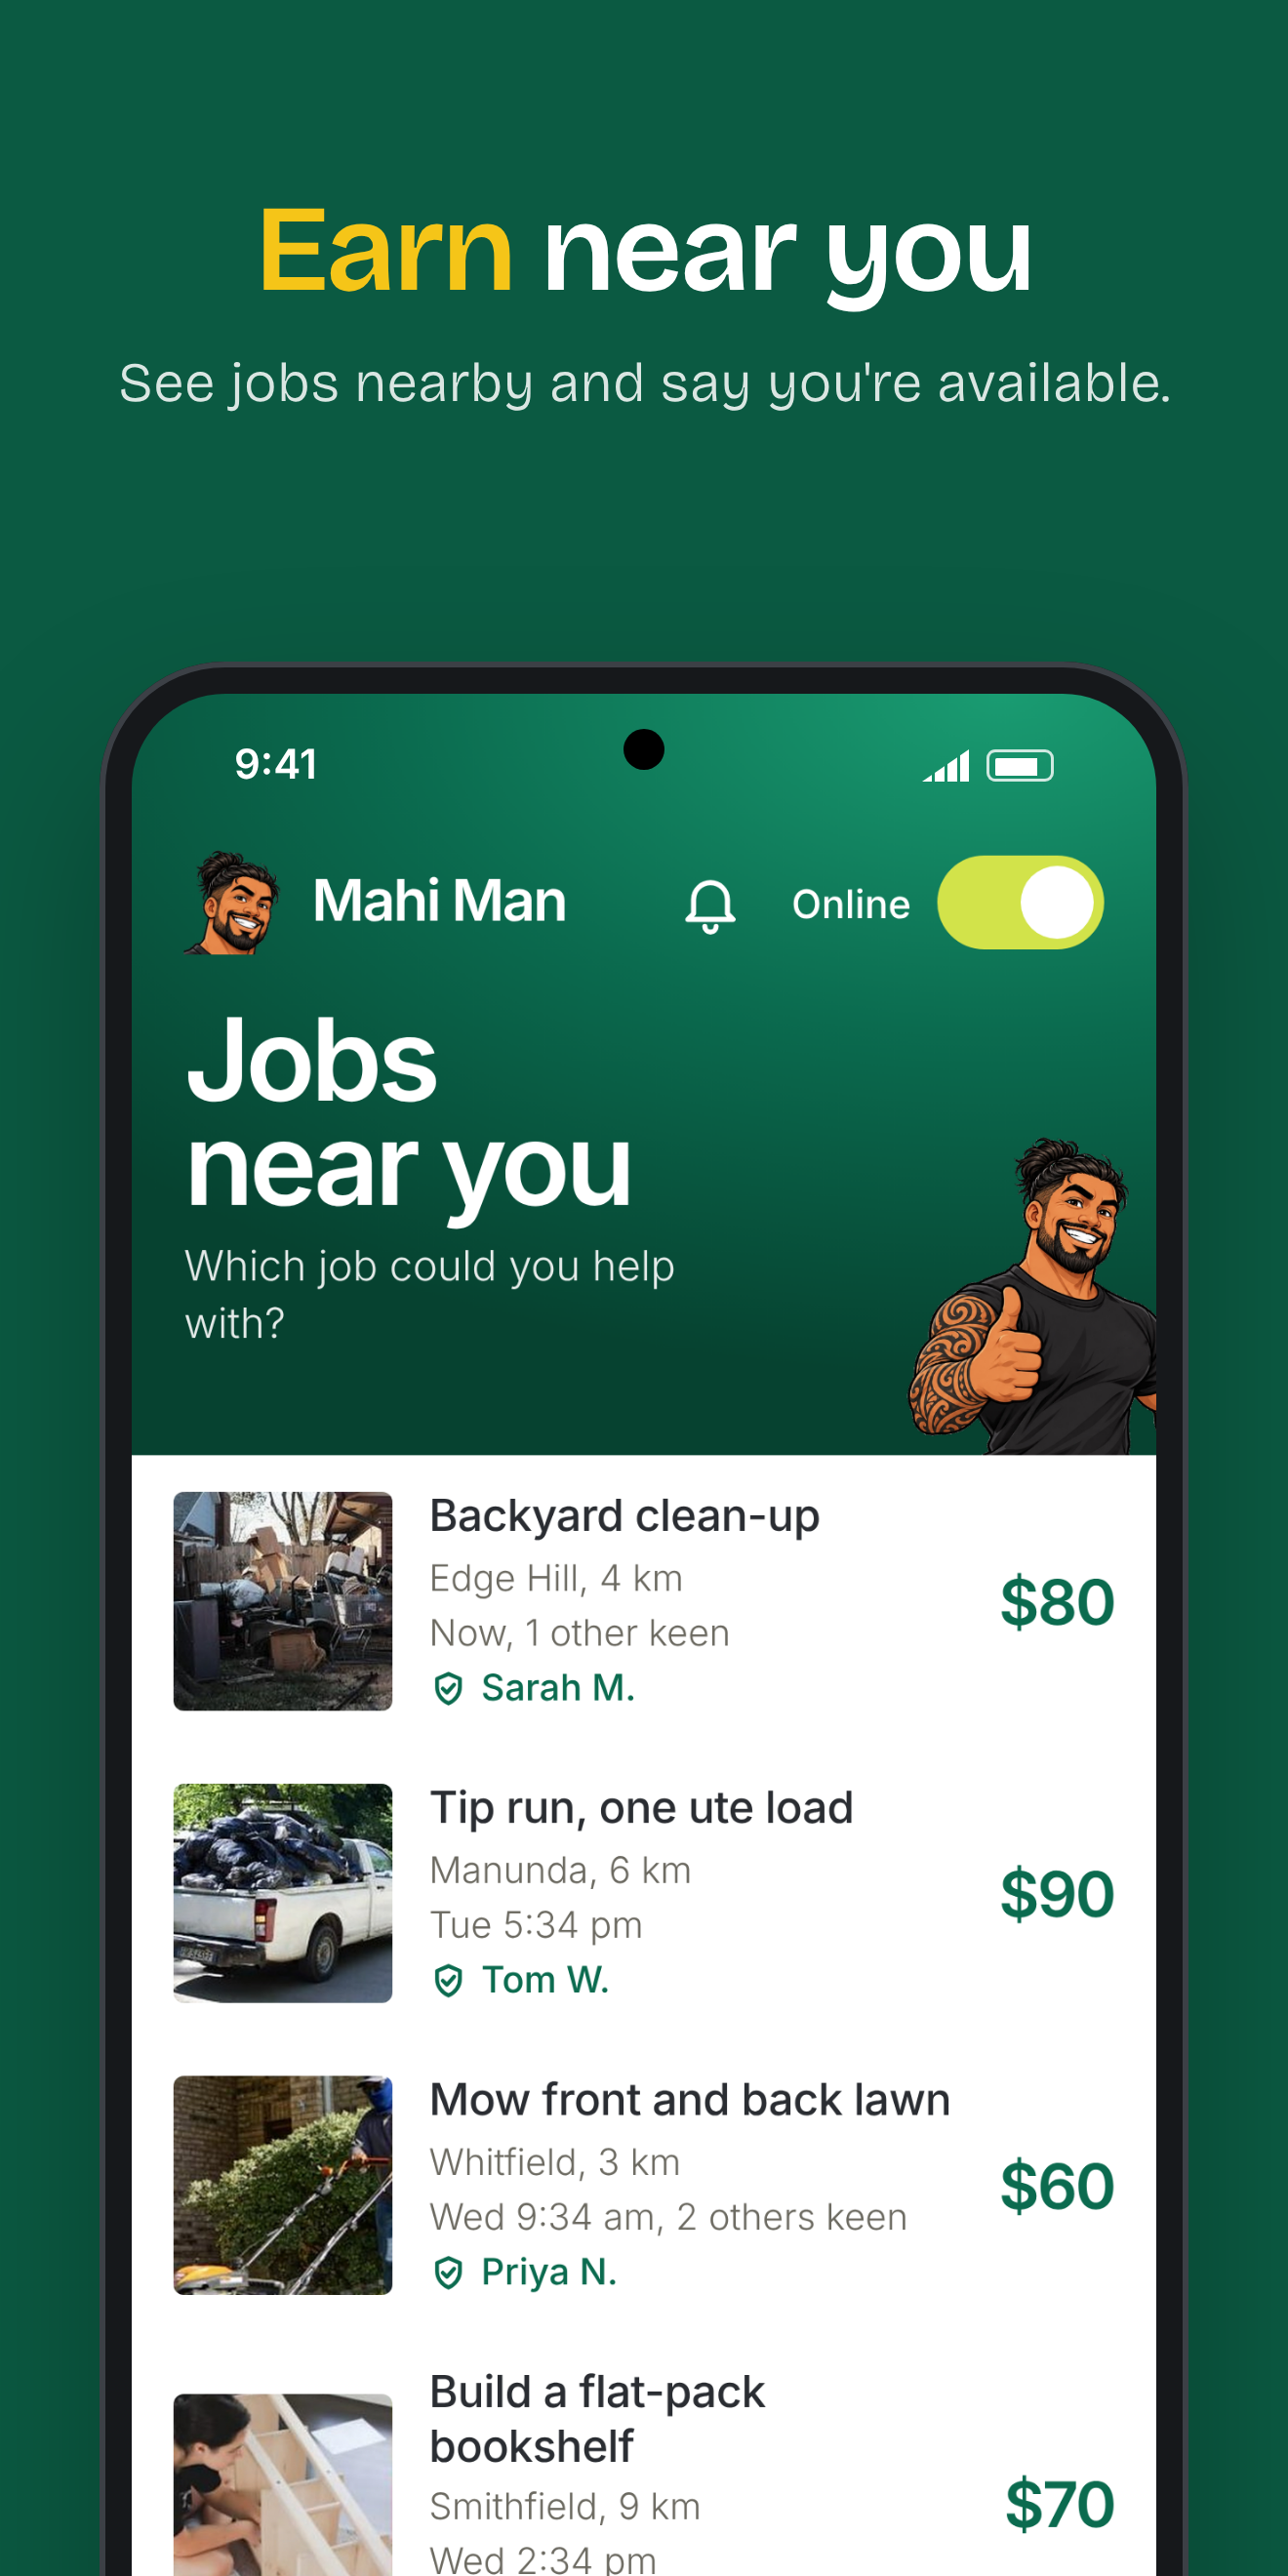 Earn near you
See jobs nearby and say you're available.
9:41
Mahi Man
Online
Jobs
near you
Which job could you help
with?
Backyard clean-up
Edge Hill, 4 km
Now, 1 other keen
$80
Sarah M.
Tip run, one ute load
Manunda, 6 km
Tue 5:34 pm
$90
Tom W.
Mow front and back lawn
Whitfield, 3 km
Wed 9:34 am, 2 others keen
$60
Priya N.
Build a flat-pack
bookshelf
Smithfield, 9 km
$70
Wed 2:34 pm